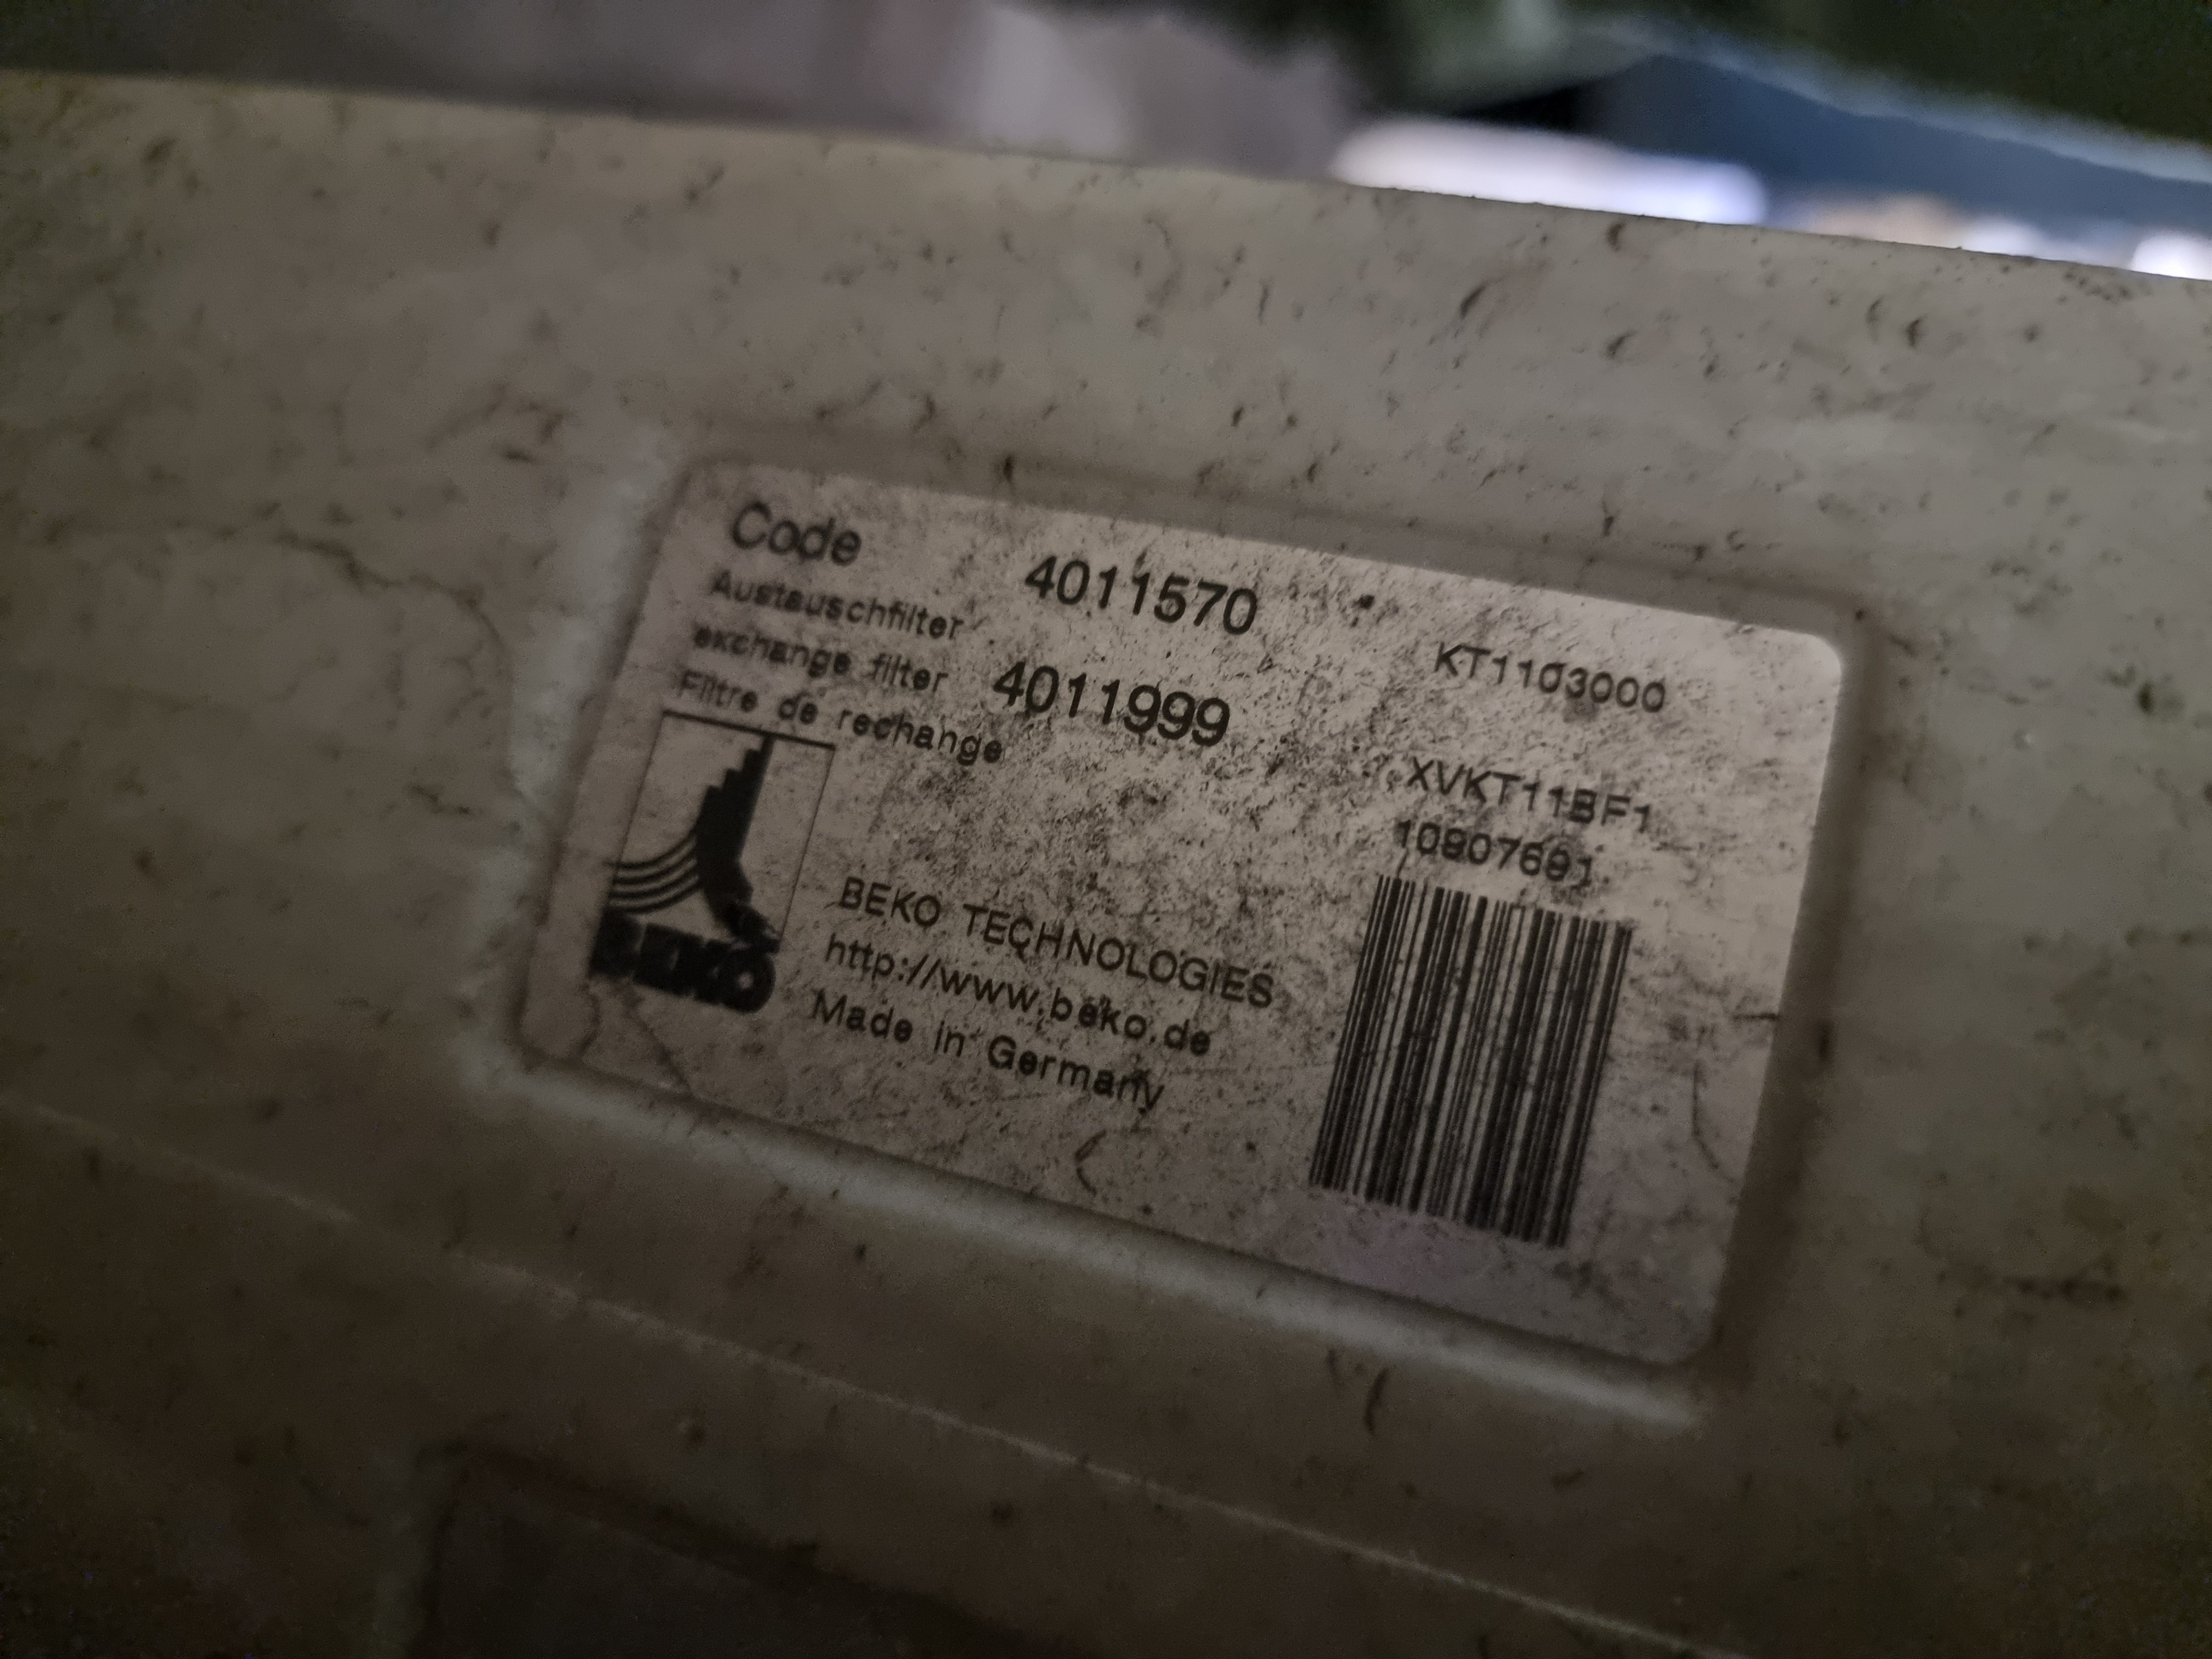 Code 4011570
Austauschfilter
exchange filter 4011999
Filtre de rechange
KT1103000
XVKT11BF1
10907691
BEKO
BEKO TECHNOLOGIES
http://www.beko.de
Made in Germany